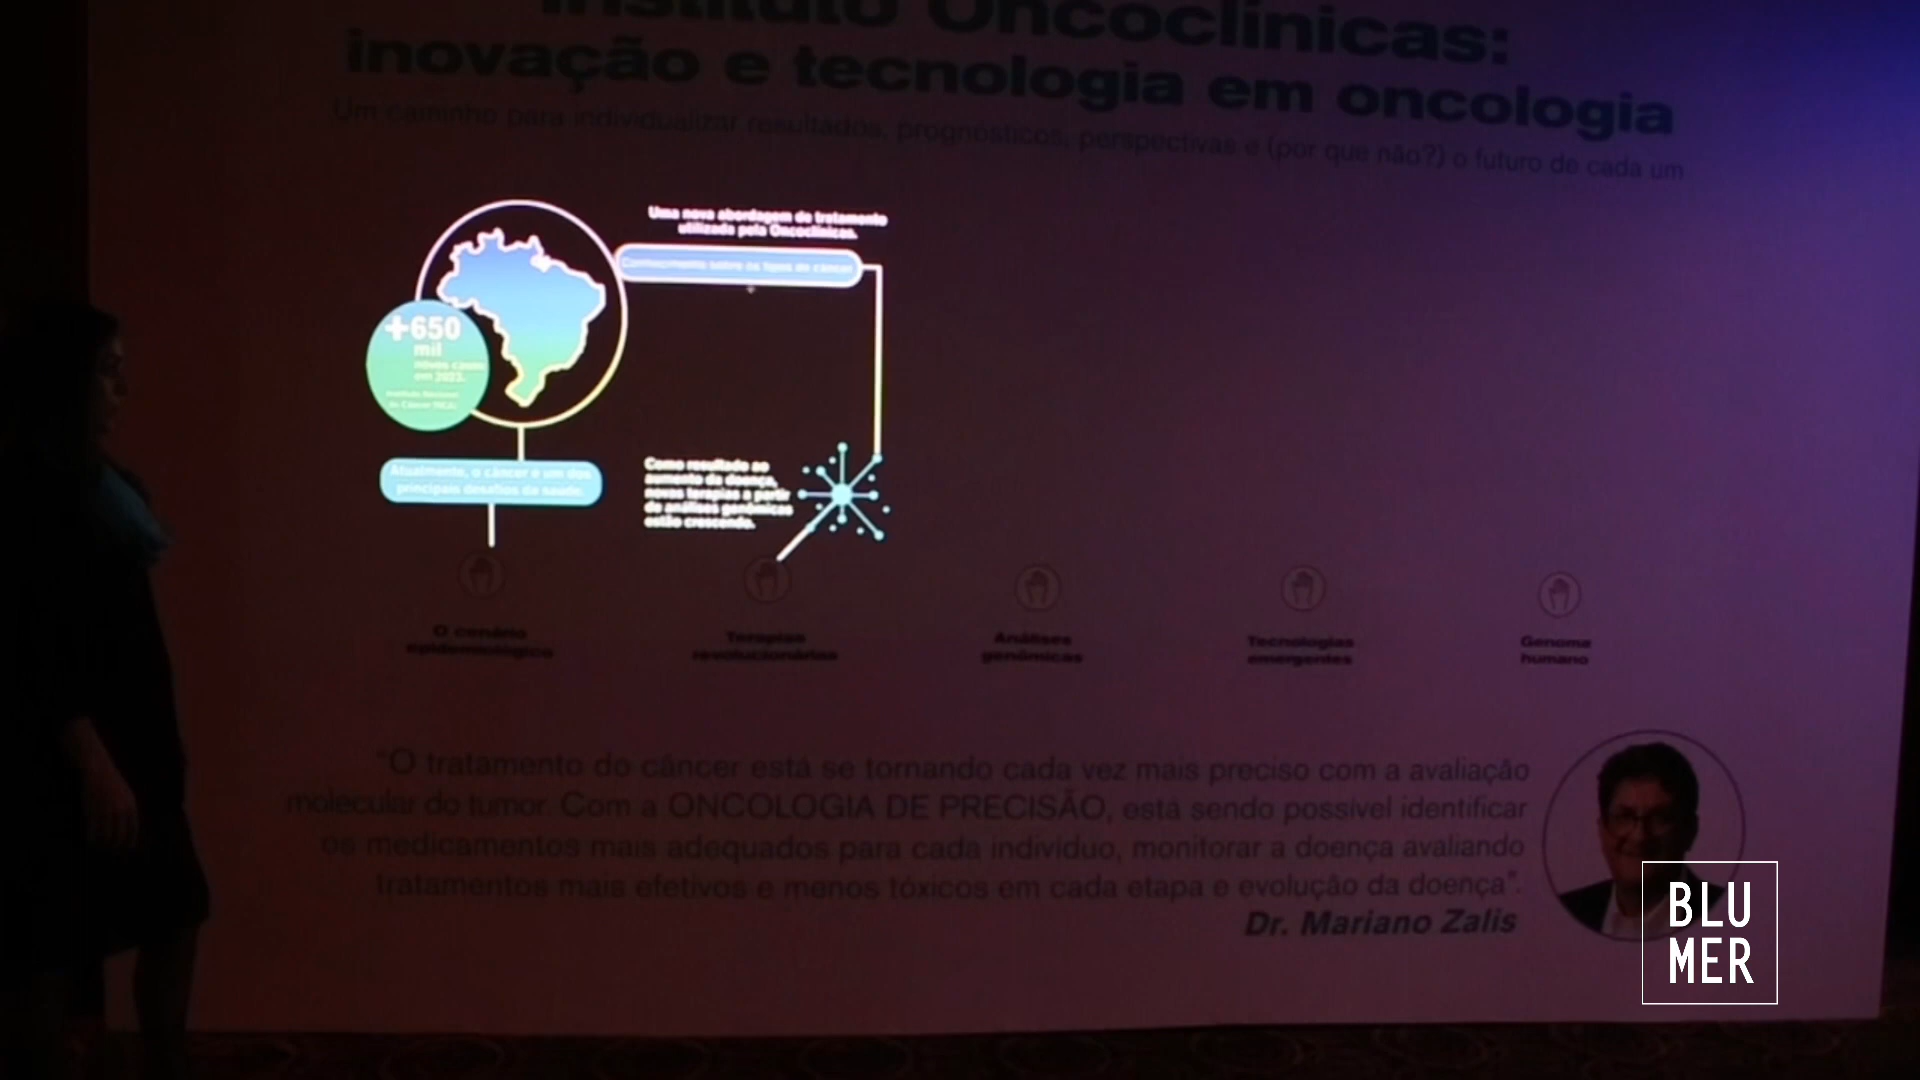 Instituto Oncoclínicas:
inovação e tecnologia em oncologia
Um caminho para individualizar resultados, prognósticos, perspectivas e (por que não?) o futuro de cada um
Uma nova abordagem de tratamento
utilizada pela Oncoclínicas.
Conhecimento sobre os tipos de câncer
+650
mil
novos casos
em 2023.
Instituto Nacional
de Câncer (INCA)
Atualmente, o câncer é um dos
principais desafios da saúde.
Como resultado ao
aumento da doença,
novas terapias a partir
de análises genômicas
estão crescendo.
O cenário
epidemiológico
Terapias
revolucionárias
Análises
genômicas
Tecnologias
emergentes
Genoma
humano
"O tratamento do câncer está se tornando cada vez mais preciso com a avaliação
molecular do tumor. Com a ONCOLOGIA DE PRECISÃO, está sendo possível identificar
os medicamentos mais adequados para cada indivíduo, monitorar a doença avaliando
tratamentos mais efetivos e menos tóxicos em cada etapa e evolução da doença".
Dr. Mariano Zalis
BLU
MER